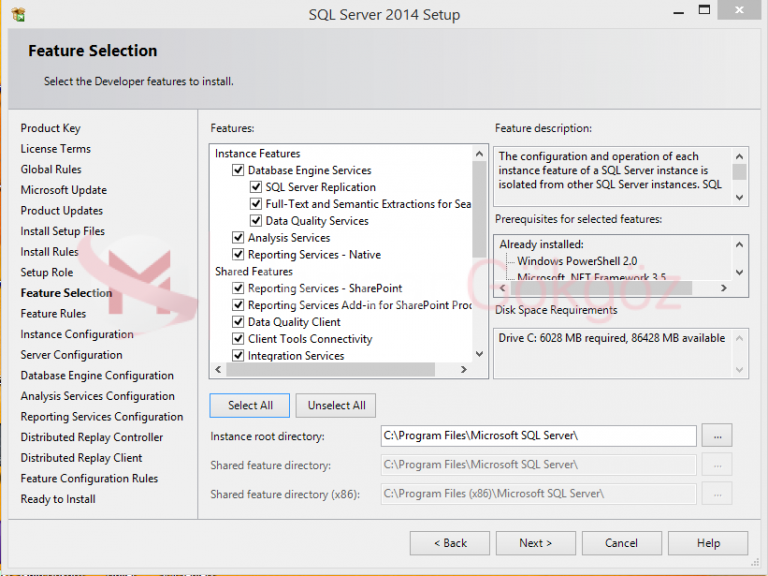 SQL Server 2014 Setup
Feature Selection
Select the Developer features to install.
Product Key
License Terms
Global Rules
Microsoft Update
Product Updates
Install Setup Files
Install Rules
Setup Role
Feature Selection
Feature Rules
Instance Configuration
Server Configuration
Database Engine Configuration
Analysis Services Configuration
Reporting Services Configuration
Distributed Replay Controller
Distributed Replay Client
Feature Configuration Rules
Ready to Install
Features:
Instance Features
Database Engine Services
SQL Server Replication
Full-Text and Semantic Extractions for Sea
Data Quality Services
Analysis Services
Reporting Services - Native
Shared Features
Reporting Services - SharePoint
Reporting Services Add-in for SharePoint Proc
Data Quality Client
Client Tools Connectivity
Integration Services
Feature description:
The configuration and operation of each
instance feature of a SQL Server instance is
isolated from other SQL Server instances. SQL
Prerequisites for selected features:
Already installed:
Windows PowerShell 2.0
Microsoft .NET Framework 3.5
Disk Space Requirements
Drive C: 6028 MB required, 86428 MB available
M Gökgöz
Select All
Unselect All
Instance root directory:
C:\Program Files\Microsoft SQL Server\
...
Shared feature directory:
C:\Program Files\Microsoft SQL Server\
...
Shared feature directory (x86):
C:\Program Files (x86)\Microsoft SQL Server\
...
< Back
Next >
Cancel
Help